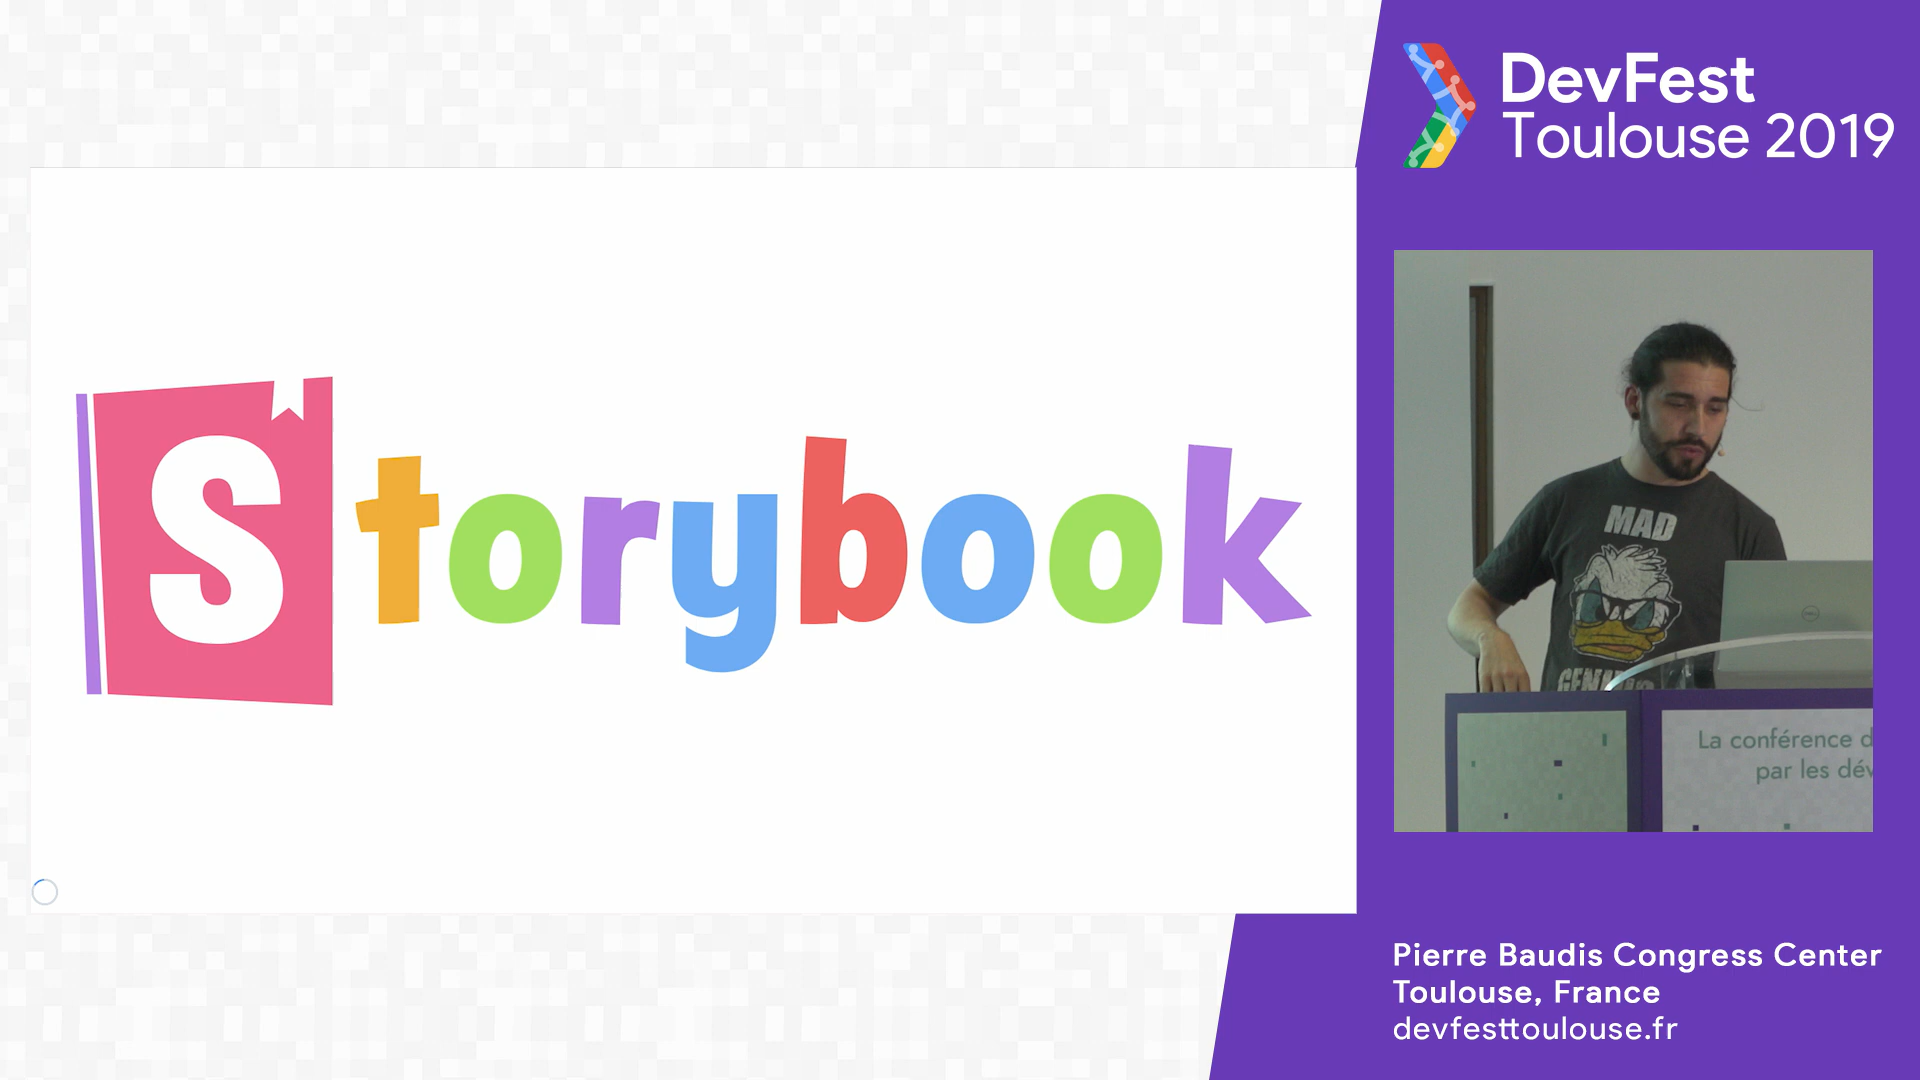 Storybook
DevFest
Toulouse 2019
MAD
La conférence d
par les dév
Pierre Baudis Congress Center
Toulouse, France
devfesttoulouse.fr